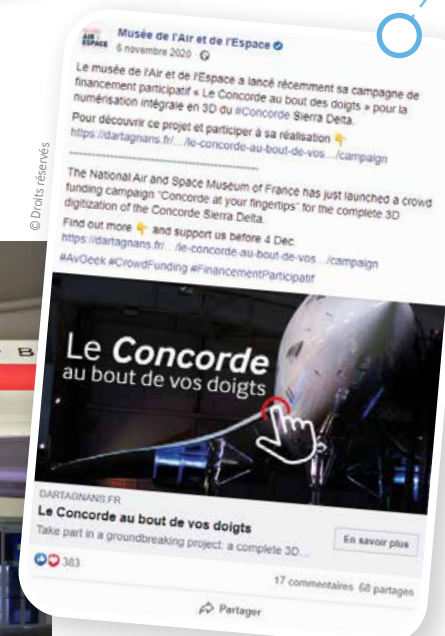 © Droits réservés
MUSÉE
AIR &
ESPACE
Musée de l'Air et de l'Espace
6 novembre 2020
Le musée de l'Air et de l'Espace a lancé récemment sa campagne de
financement participatif « Le Concorde au bout des doigts » pour la
numérisation intégrale en 3D du #Concorde Sierra Delta.
Pour découvrir ce projet et participer à sa réalisation 👇
https://dartagnans.fr/…/le-concorde-au-bout-de-vos…/campaign
----------------------------------------
The National Air and Space Museum of France has just launched a crowd
funding campaign "Concorde at your fingertips" for the complete 3D
digitization of the Concorde Sierra Delta.
Find out more 👇 and support us before 4 Dec.
https://dartagnans.fr/…/le-concorde-au-bout-de-vos…/campaign
#AvGeek #CrowdFunding #FinancementParticipatif
Le Concorde
au bout de vos doigts
DARTAGNANS.FR
Le Concorde au bout de vos doigts
Take part in a groundbreaking project: a complete 3D...
En savoir plus
383
17 commentaires 68 partages
Partager
B